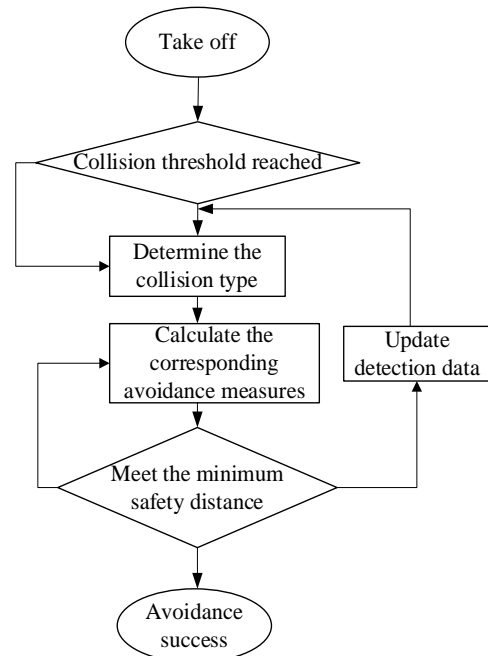 Take off
Collision threshold reached
Determine the
collision type
Calculate the
corresponding
avoidance measures
Update
detection data
Meet the minimum
safety distance
Avoidance
success